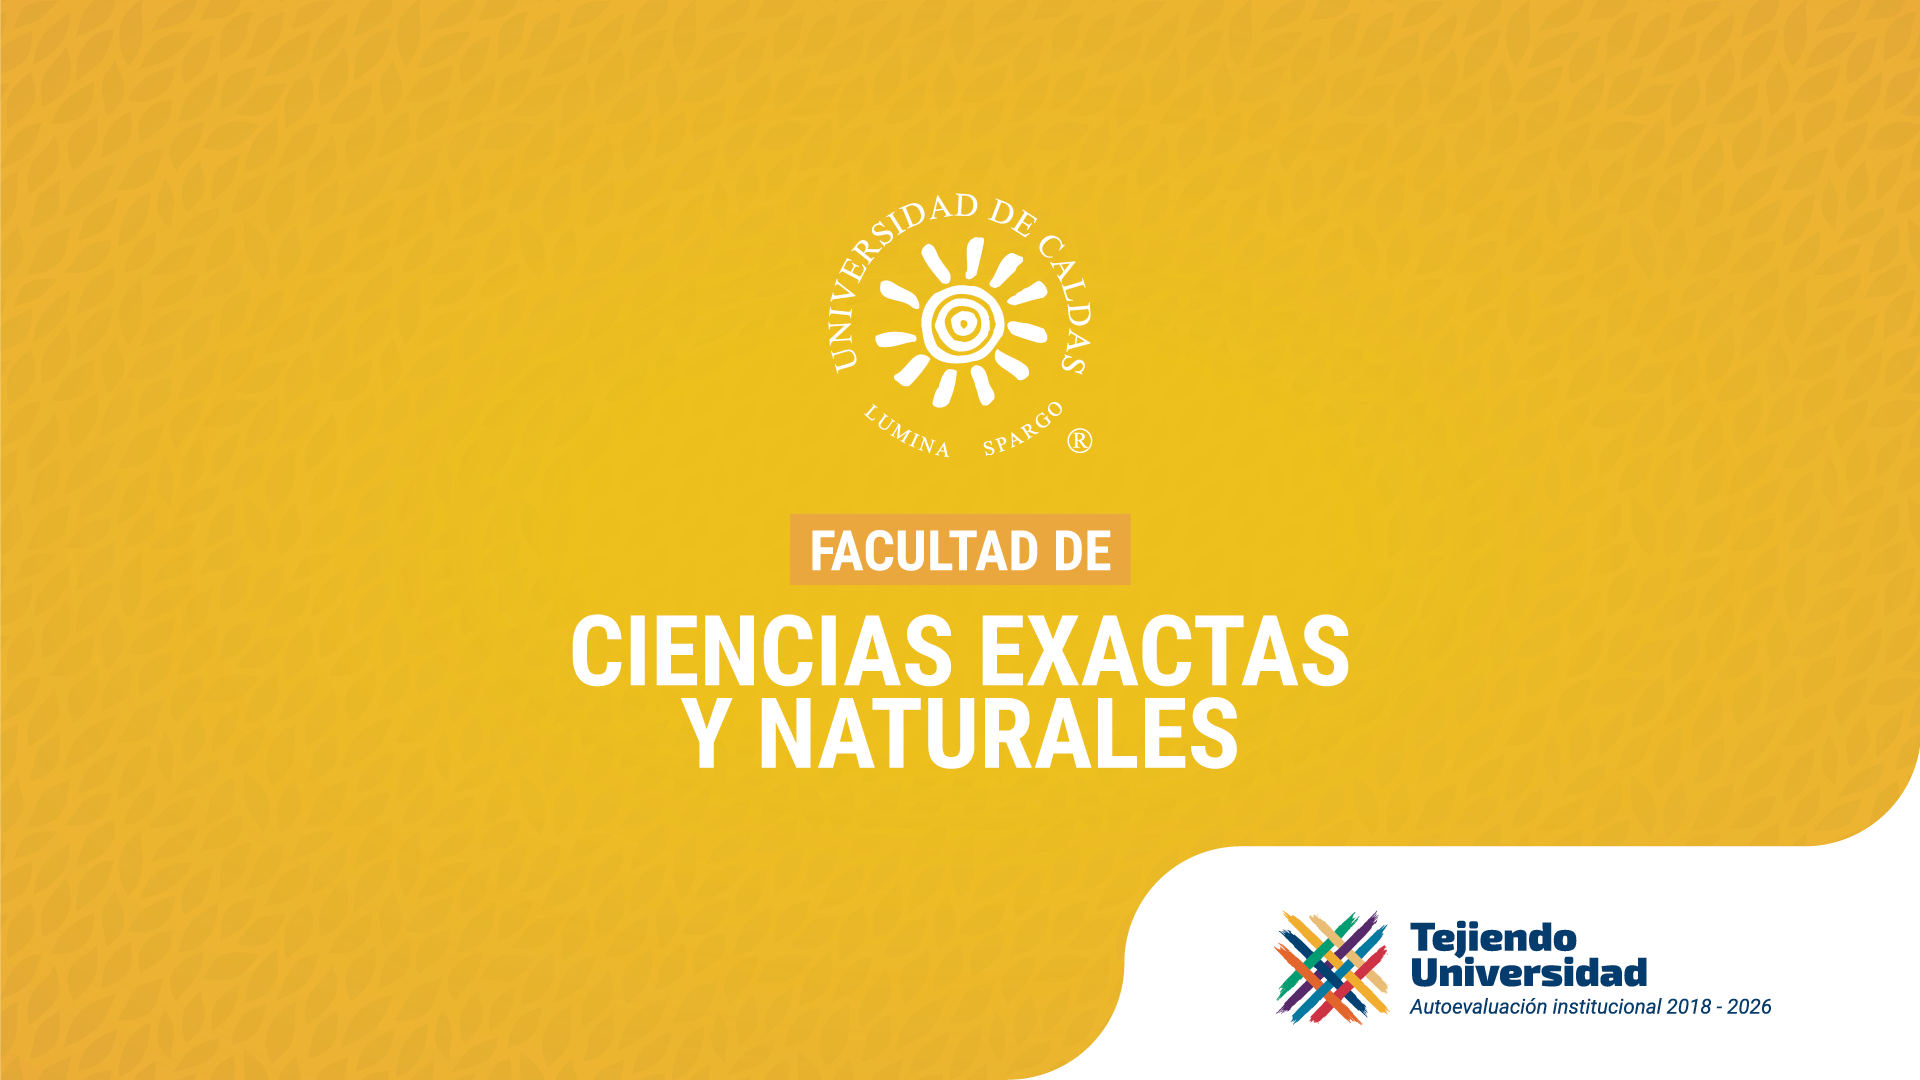 UNIVERSIDAD DE CALDAS
LUMINA SPARGO
®
FACULTAD DE
CIENCIAS EXACTAS
Y NATURALES
Tejiendo
Universidad
Autoevaluación institucional 2018 - 2026